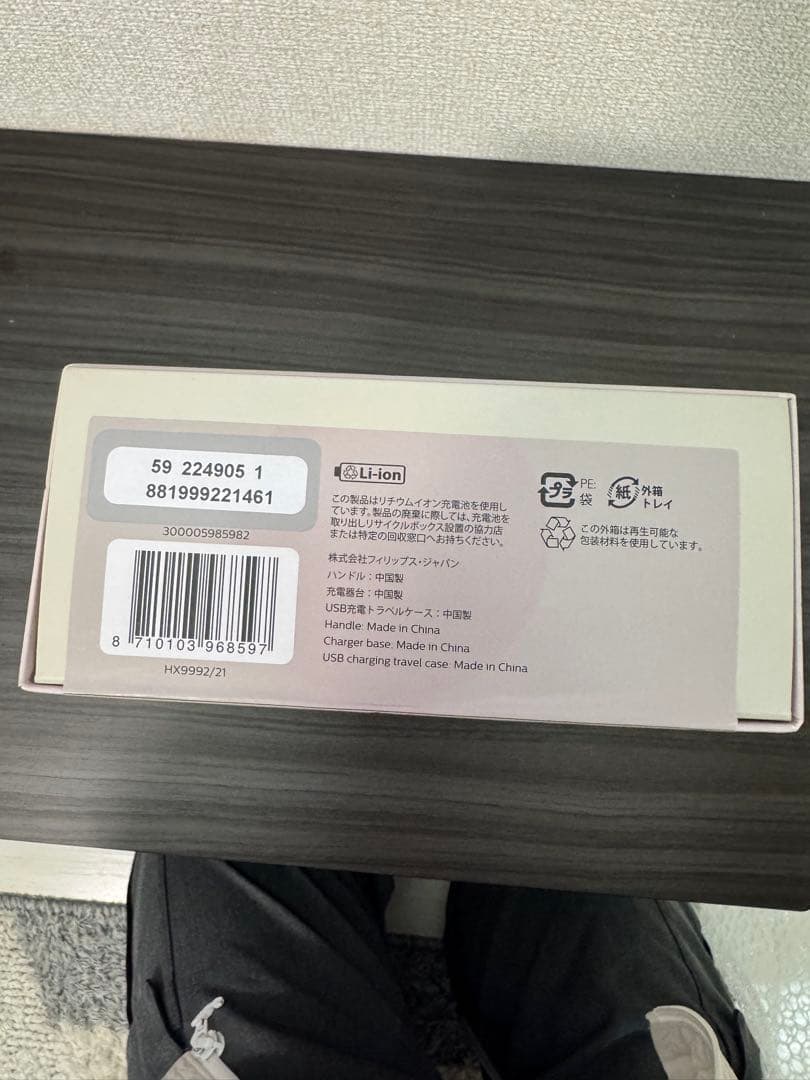 59 224905 1
881999221461
300005985982
8 710103 968597
HX9992/21
Li-ion
この製品はリチウムイオン充電池を使用し
ています。製品の廃棄に際しては、充電池を
取り出しリサイクルボックス設置の協力店
または特定の回収窓口へお持ちください。
株式会社フィリップス・ジャパン
ハンドル：中国製
充電器台：中国製
USB充電トラベルケース：中国製
Handle: Made in China
Charger base: Made in China
USB charging travel case: Made in China
プラ
PE:
袋
紙
外箱
トレイ
この外箱は再生可能な
包装材料を使用しています。